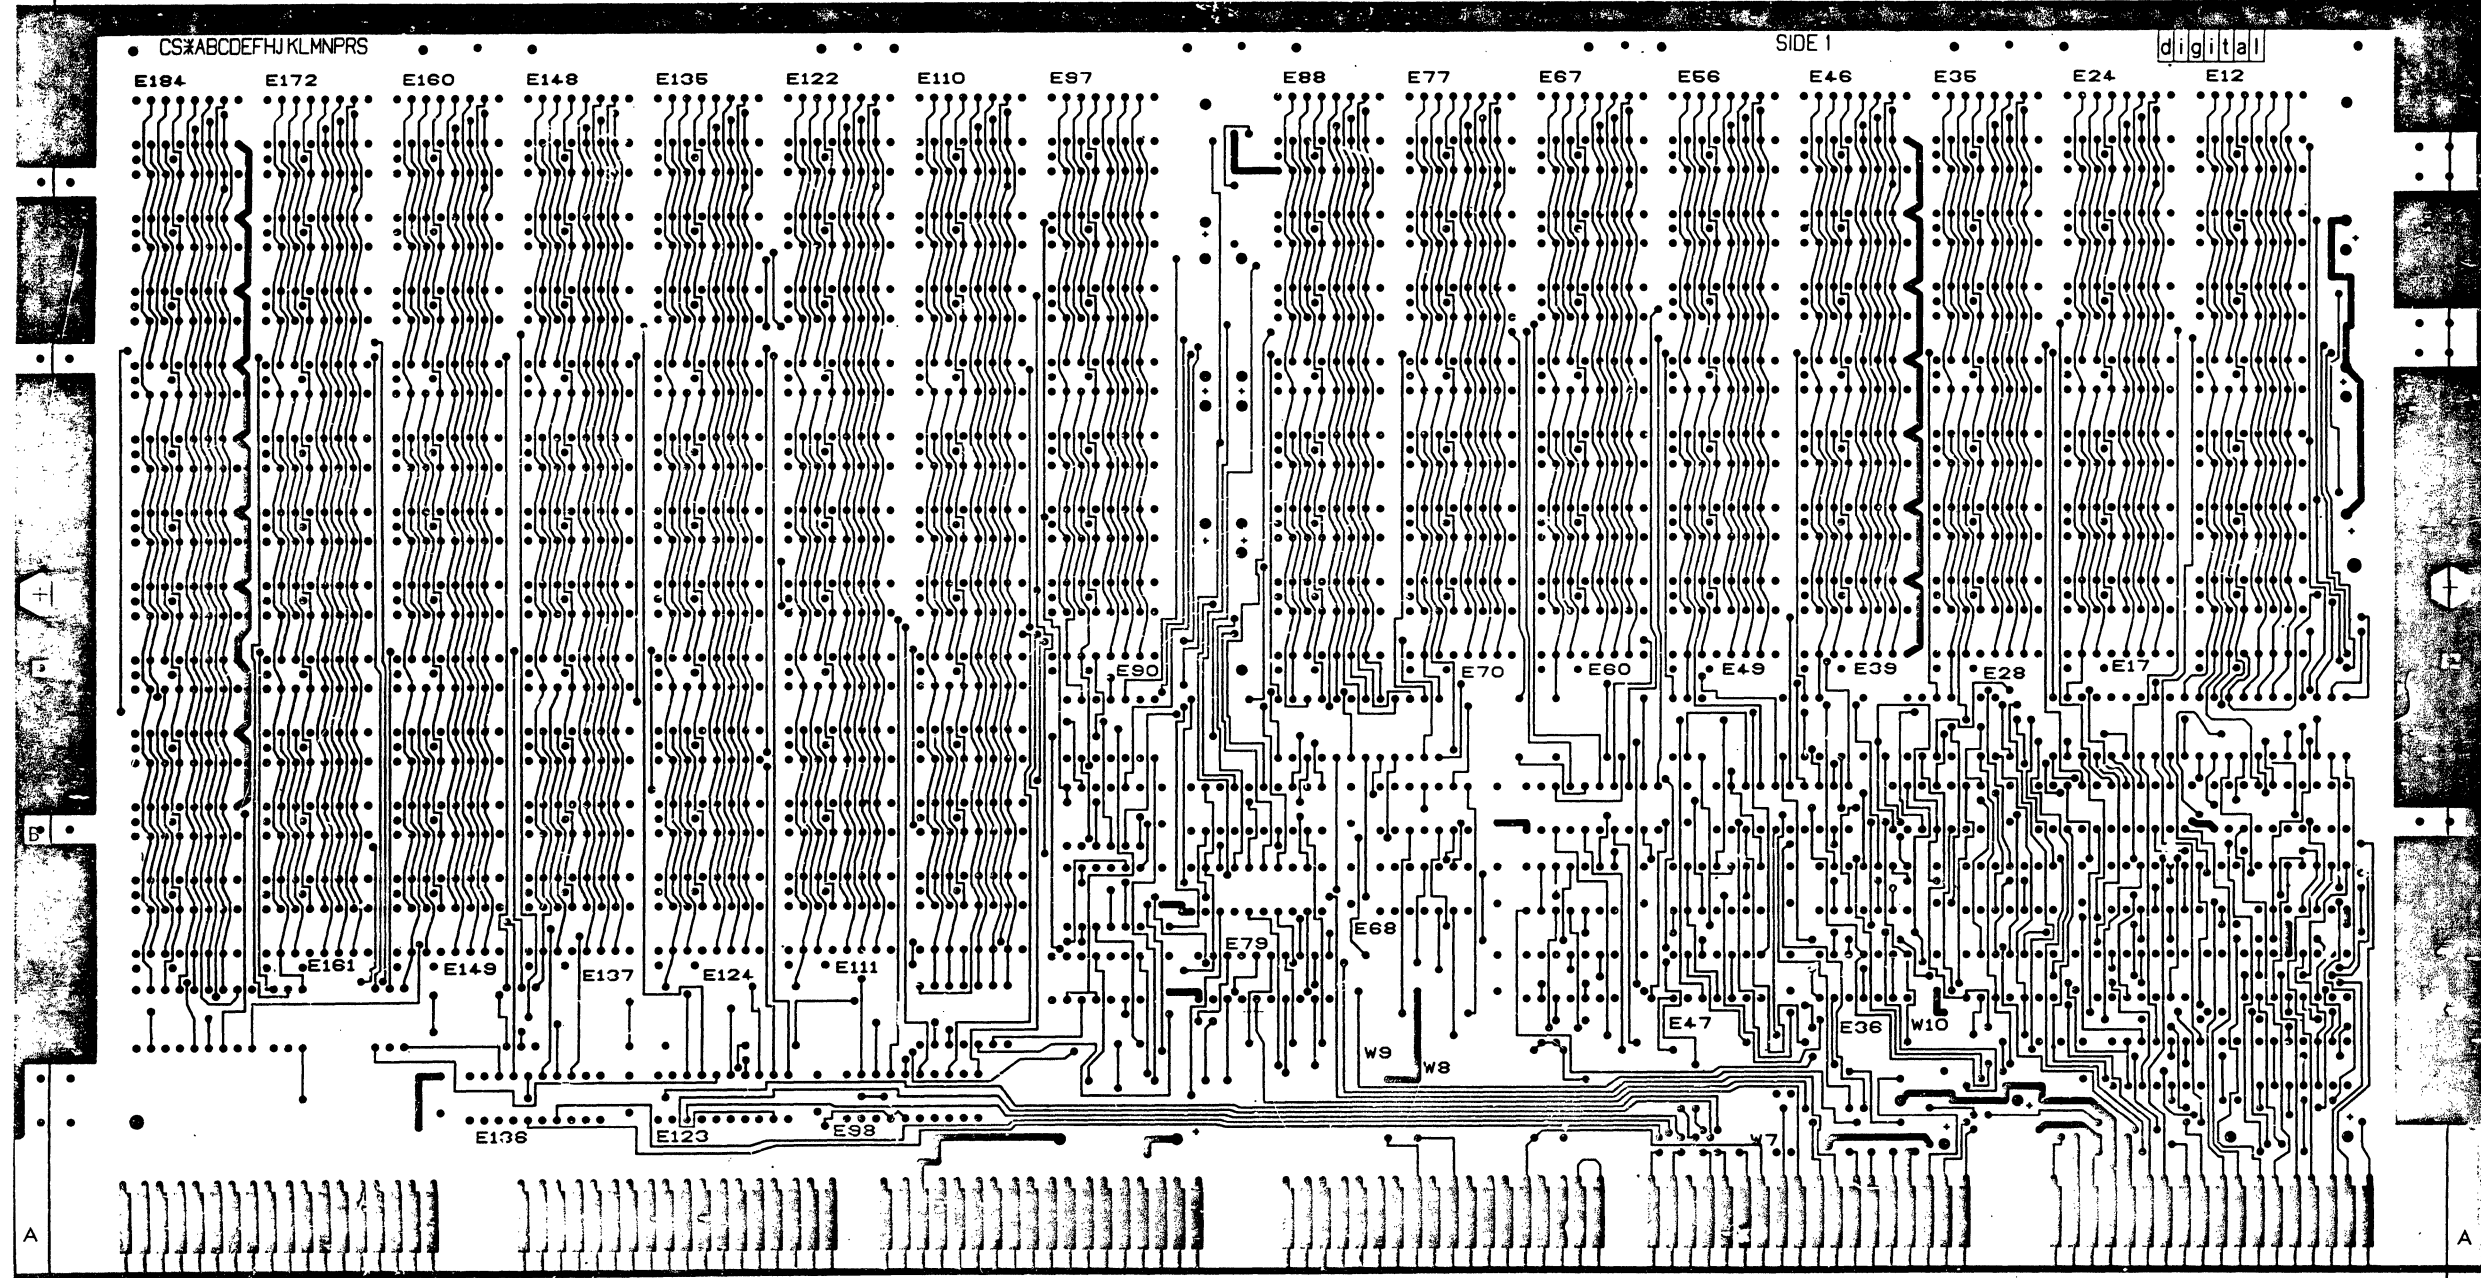 CS*ABCDEFHJKLMNPRS SIDE 1 digital
E184 E172 E160 E148 E135 E122 E110 E97 E88 E77 E67 E56 E46 E35 E24 E12
E90 E70 E60 E49 E39 E28 E17
B
E161 E149 E137 E124 E111 E79 E68
E47 E36 W10
W9 W8
E136 E123 E98 W7
A A